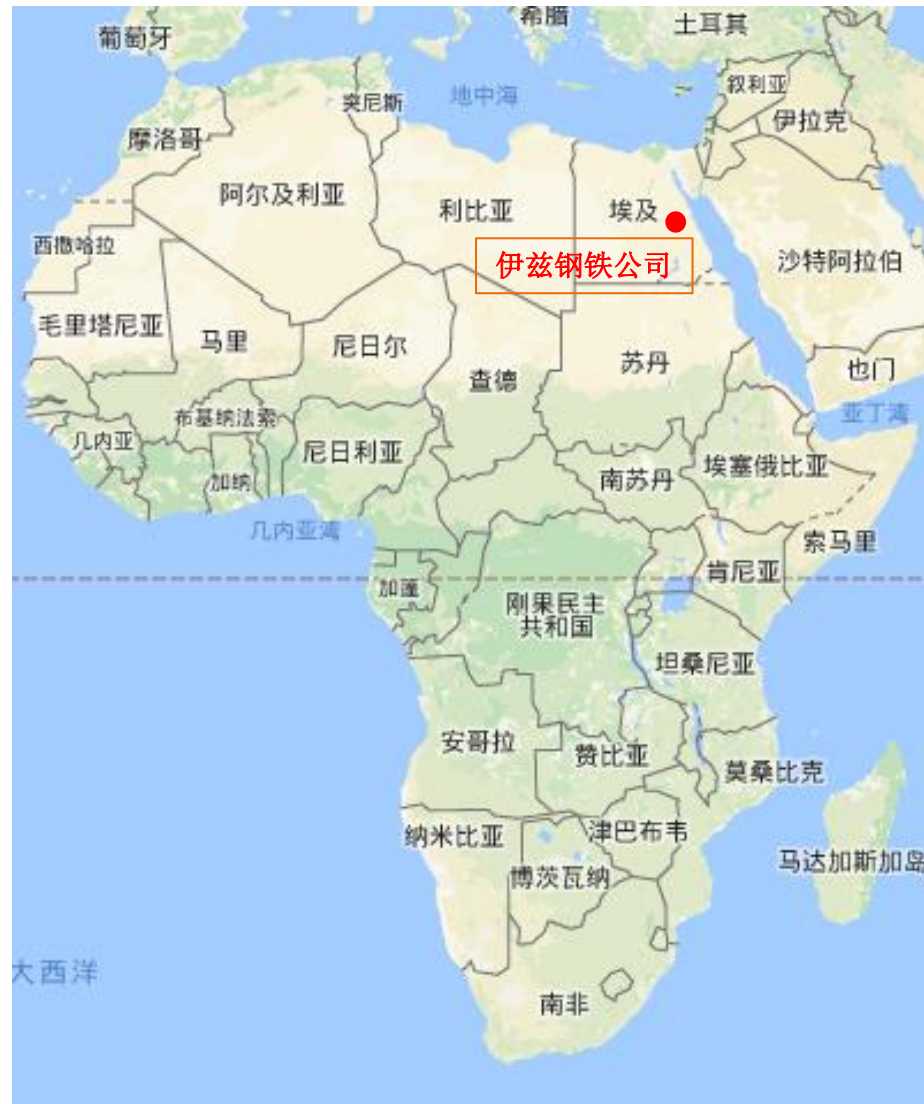 希腊
土耳其
葡萄牙
叙利亚
突尼斯
地中海
伊拉克
摩洛哥
阿尔及利亚
利比亚
埃及
西撒哈拉
伊兹钢铁公司
沙特阿拉伯
毛里塔尼亚
马里
尼日尔
苏丹
也门
查德
亚丁湾
布基纳法索
几内亚
尼日利亚
埃塞俄比亚
加纳
南苏丹
几内亚湾
索马里
肯尼亚
加蓬
刚果民主
共和国
坦桑尼亚
安哥拉
赞比亚
莫桑比克
纳米比亚
津巴布韦
博茨瓦纳
马达加斯加岛
大西洋
南非